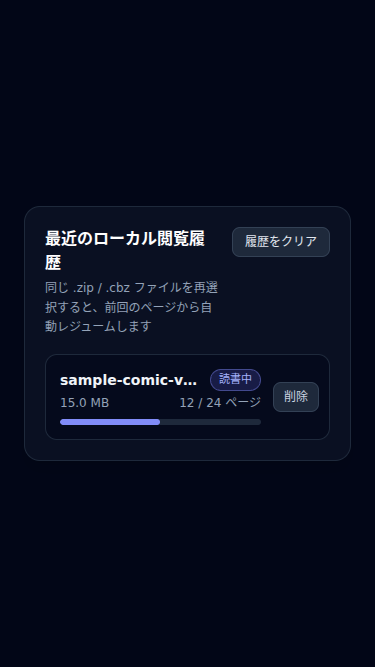 最近のローカル閲覧履
歴
履歴をクリア
同じ .zip / .cbz ファイルを再選
択すると、前回のページから自
動レジュームします
sample-comic-v…
読書中
15.0 MB
12 / 24 ページ
削除